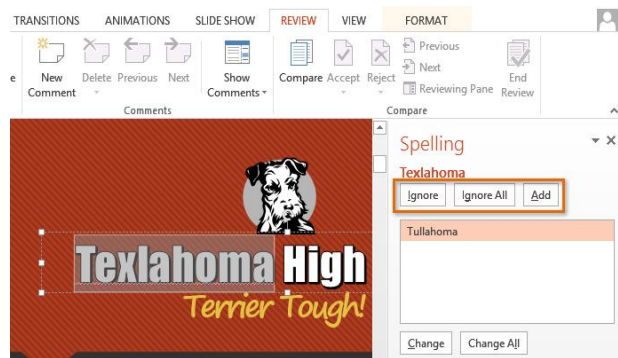 TRANSITIONS ANIMATIONS SLIDE SHOW REVIEW VIEW FORMAT
New Comment
Delete
Previous
Next
Show Comments
Comments
Compare
Accept
Reject
Previous
Next
Reviewing Pane
End Review
Compare
Spelling
Texlahoma
Ignore Ignore All Add
Tullahoma
Change Change All
Texlahoma High
Terrier Tough!